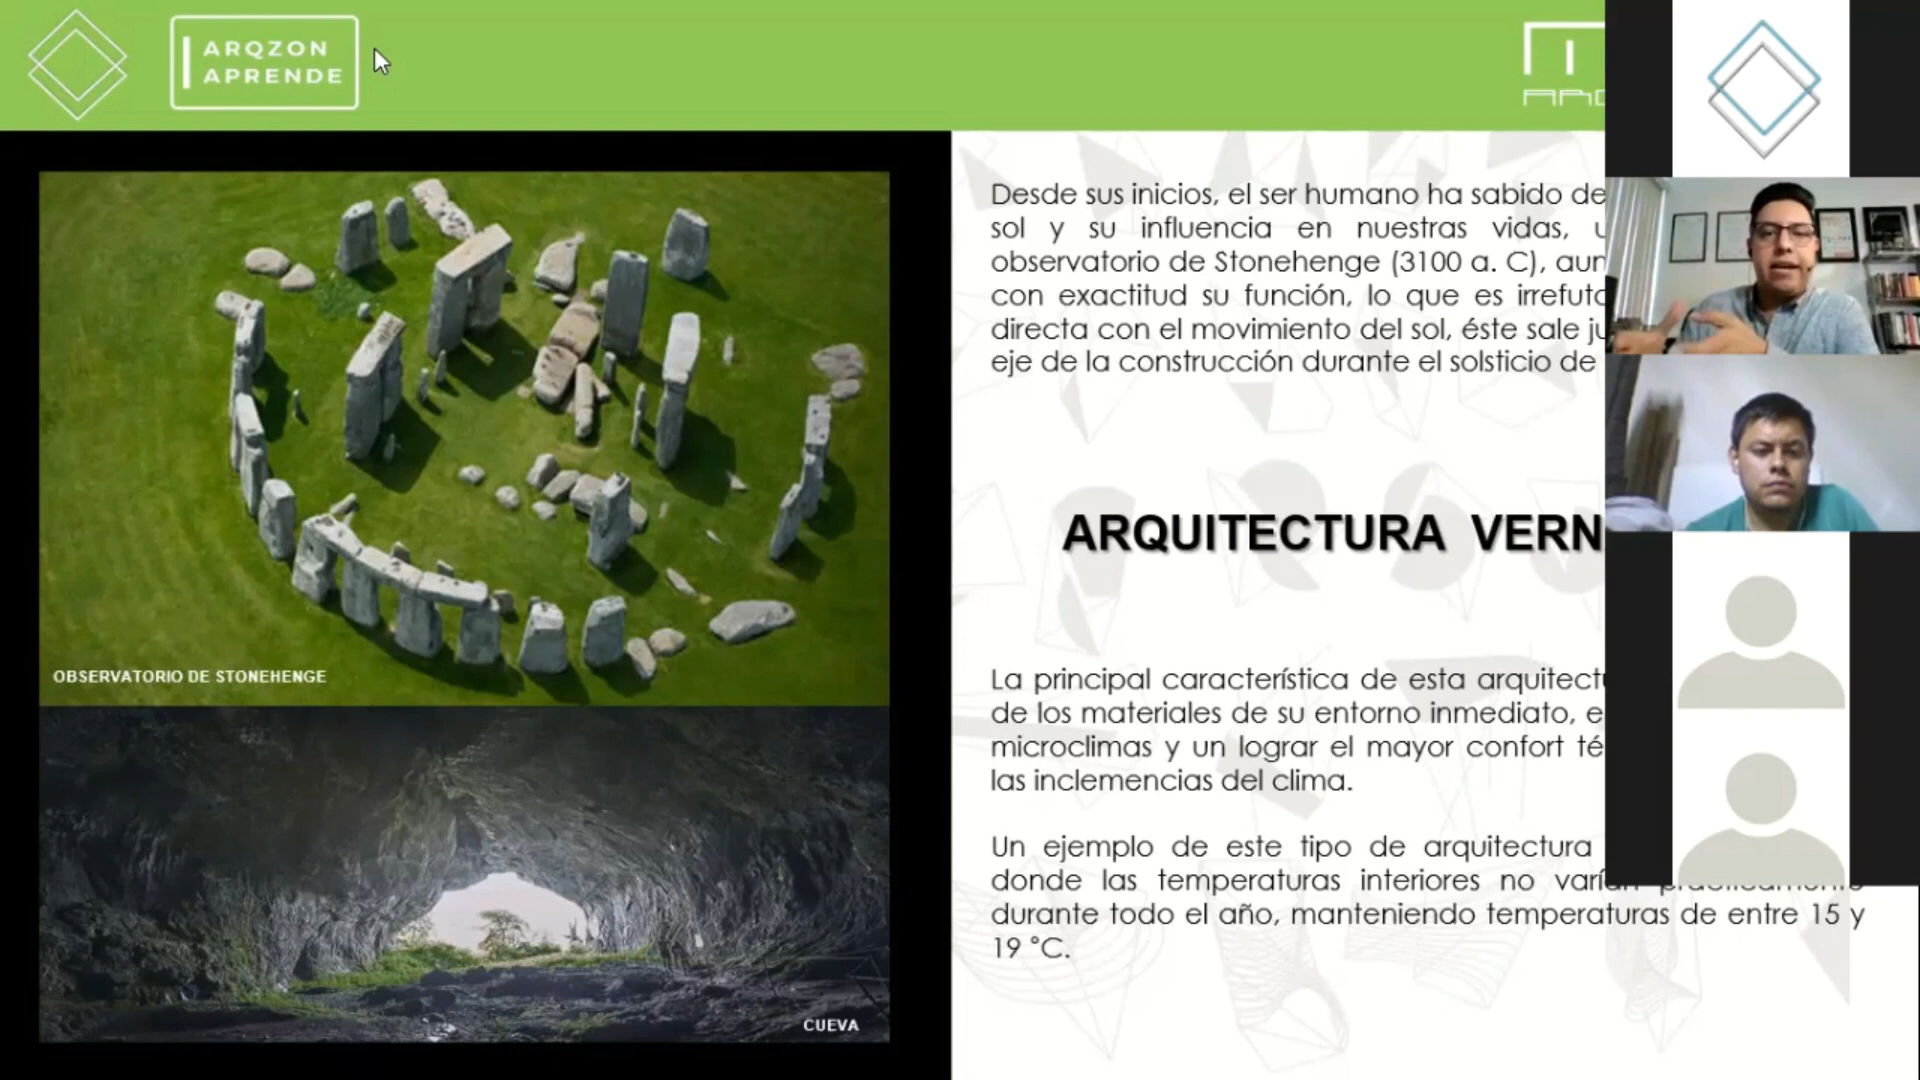 ARQZON
APRENDE
Desde sus inicios, el ser humano ha sabido de
sol y su influencia en nuestras vidas,
observatorio de Stonehenge (3100 a. C),
con exactitud su función, lo que es
directa con el movimiento del sol, éste sale
eje de la construcción durante el solsticio de
ARQUITECTURA VERN
La principal característica de esta
de los materiales de su entorno inmediato,
microclimas y un lograr el mayor confort
las inclemencias del clima.
Un ejemplo de este tipo de arquitectura
donde las temperaturas interiores no varían prácticamente
durante todo el año, manteniendo temperaturas de entre 15 y
19 °C.
OBSERVATORIO DE STONEHENGE
CUEVA